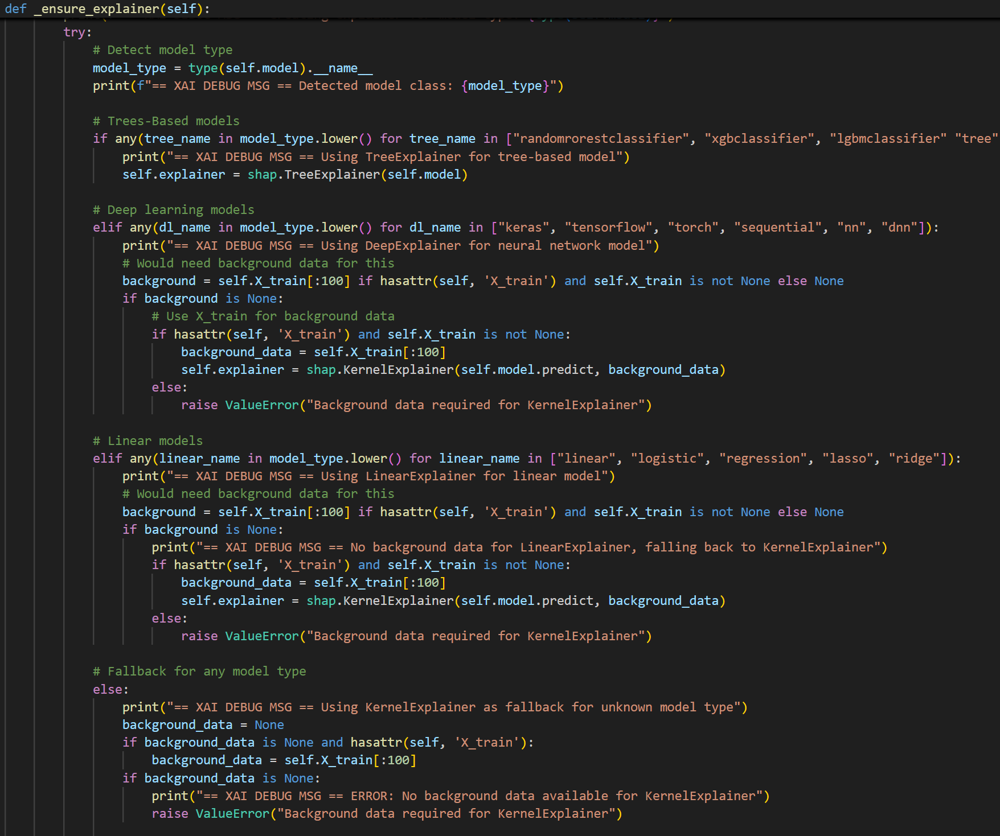 def _ensure_explainer(self):
try:
# Detect model type
model_type = type(self.model).__name__
print(f"== XAI DEBUG MSG == Detected model class: {model_type}")
# Trees-Based models
if any(tree_name in model_type.lower() for tree_name in ["randomrorestclassifier", "xgbclassifier", "lgbmclassifier" "tree"
print("== XAI DEBUG MSG == Using TreeExplainer for tree-based model")
self.explainer = shap.TreeExplainer(self.model)
# Deep learning models
elif any(dl_name in model_type.lower() for dl_name in ["keras", "tensorflow", "torch", "sequential", "nn", "dnn"]):
print("== XAI DEBUG MSG == Using DeepExplainer for neural network model")
# Would need background data for this
background = self.X_train[:100] if hasattr(self, 'X_train') and self.X_train is not None else None
if background is None:
# Use X_train for background data
if hasattr(self, 'X_train') and self.X_train is not None:
background_data = self.X_train[:100]
self.explainer = shap.KernelExplainer(self.model.predict, background_data)
else:
raise ValueError("Background data required for KernelExplainer")
# Linear models
elif any(linear_name in model_type.lower() for linear_name in ["linear", "logistic", "regression", "lasso", "ridge"]):
print("== XAI DEBUG MSG == Using LinearExplainer for linear model")
# Would need background data for this
background = self.X_train[:100] if hasattr(self, 'X_train') and self.X_train is not None else None
if background is None:
print("== XAI DEBUG MSG == No background data for LinearExplainer, falling back to KernelExplainer")
if hasattr(self, 'X_train') and self.X_train is not None:
background_data = self.X_train[:100]
self.explainer = shap.KernelExplainer(self.model.predict, background_data)
else:
raise ValueError("Background data required for KernelExplainer")
# Fallback for any model type
else:
print("== XAI DEBUG MSG == Using KernelExplainer as fallback for unknown model type")
background_data = None
if background_data is None and hasattr(self, 'X_train'):
background_data = self.X_train[:100]
if background_data is None:
print("== XAI DEBUG MSG == ERROR: No background data available for KernelExplainer")
raise ValueError("Background data required for KernelExplainer")